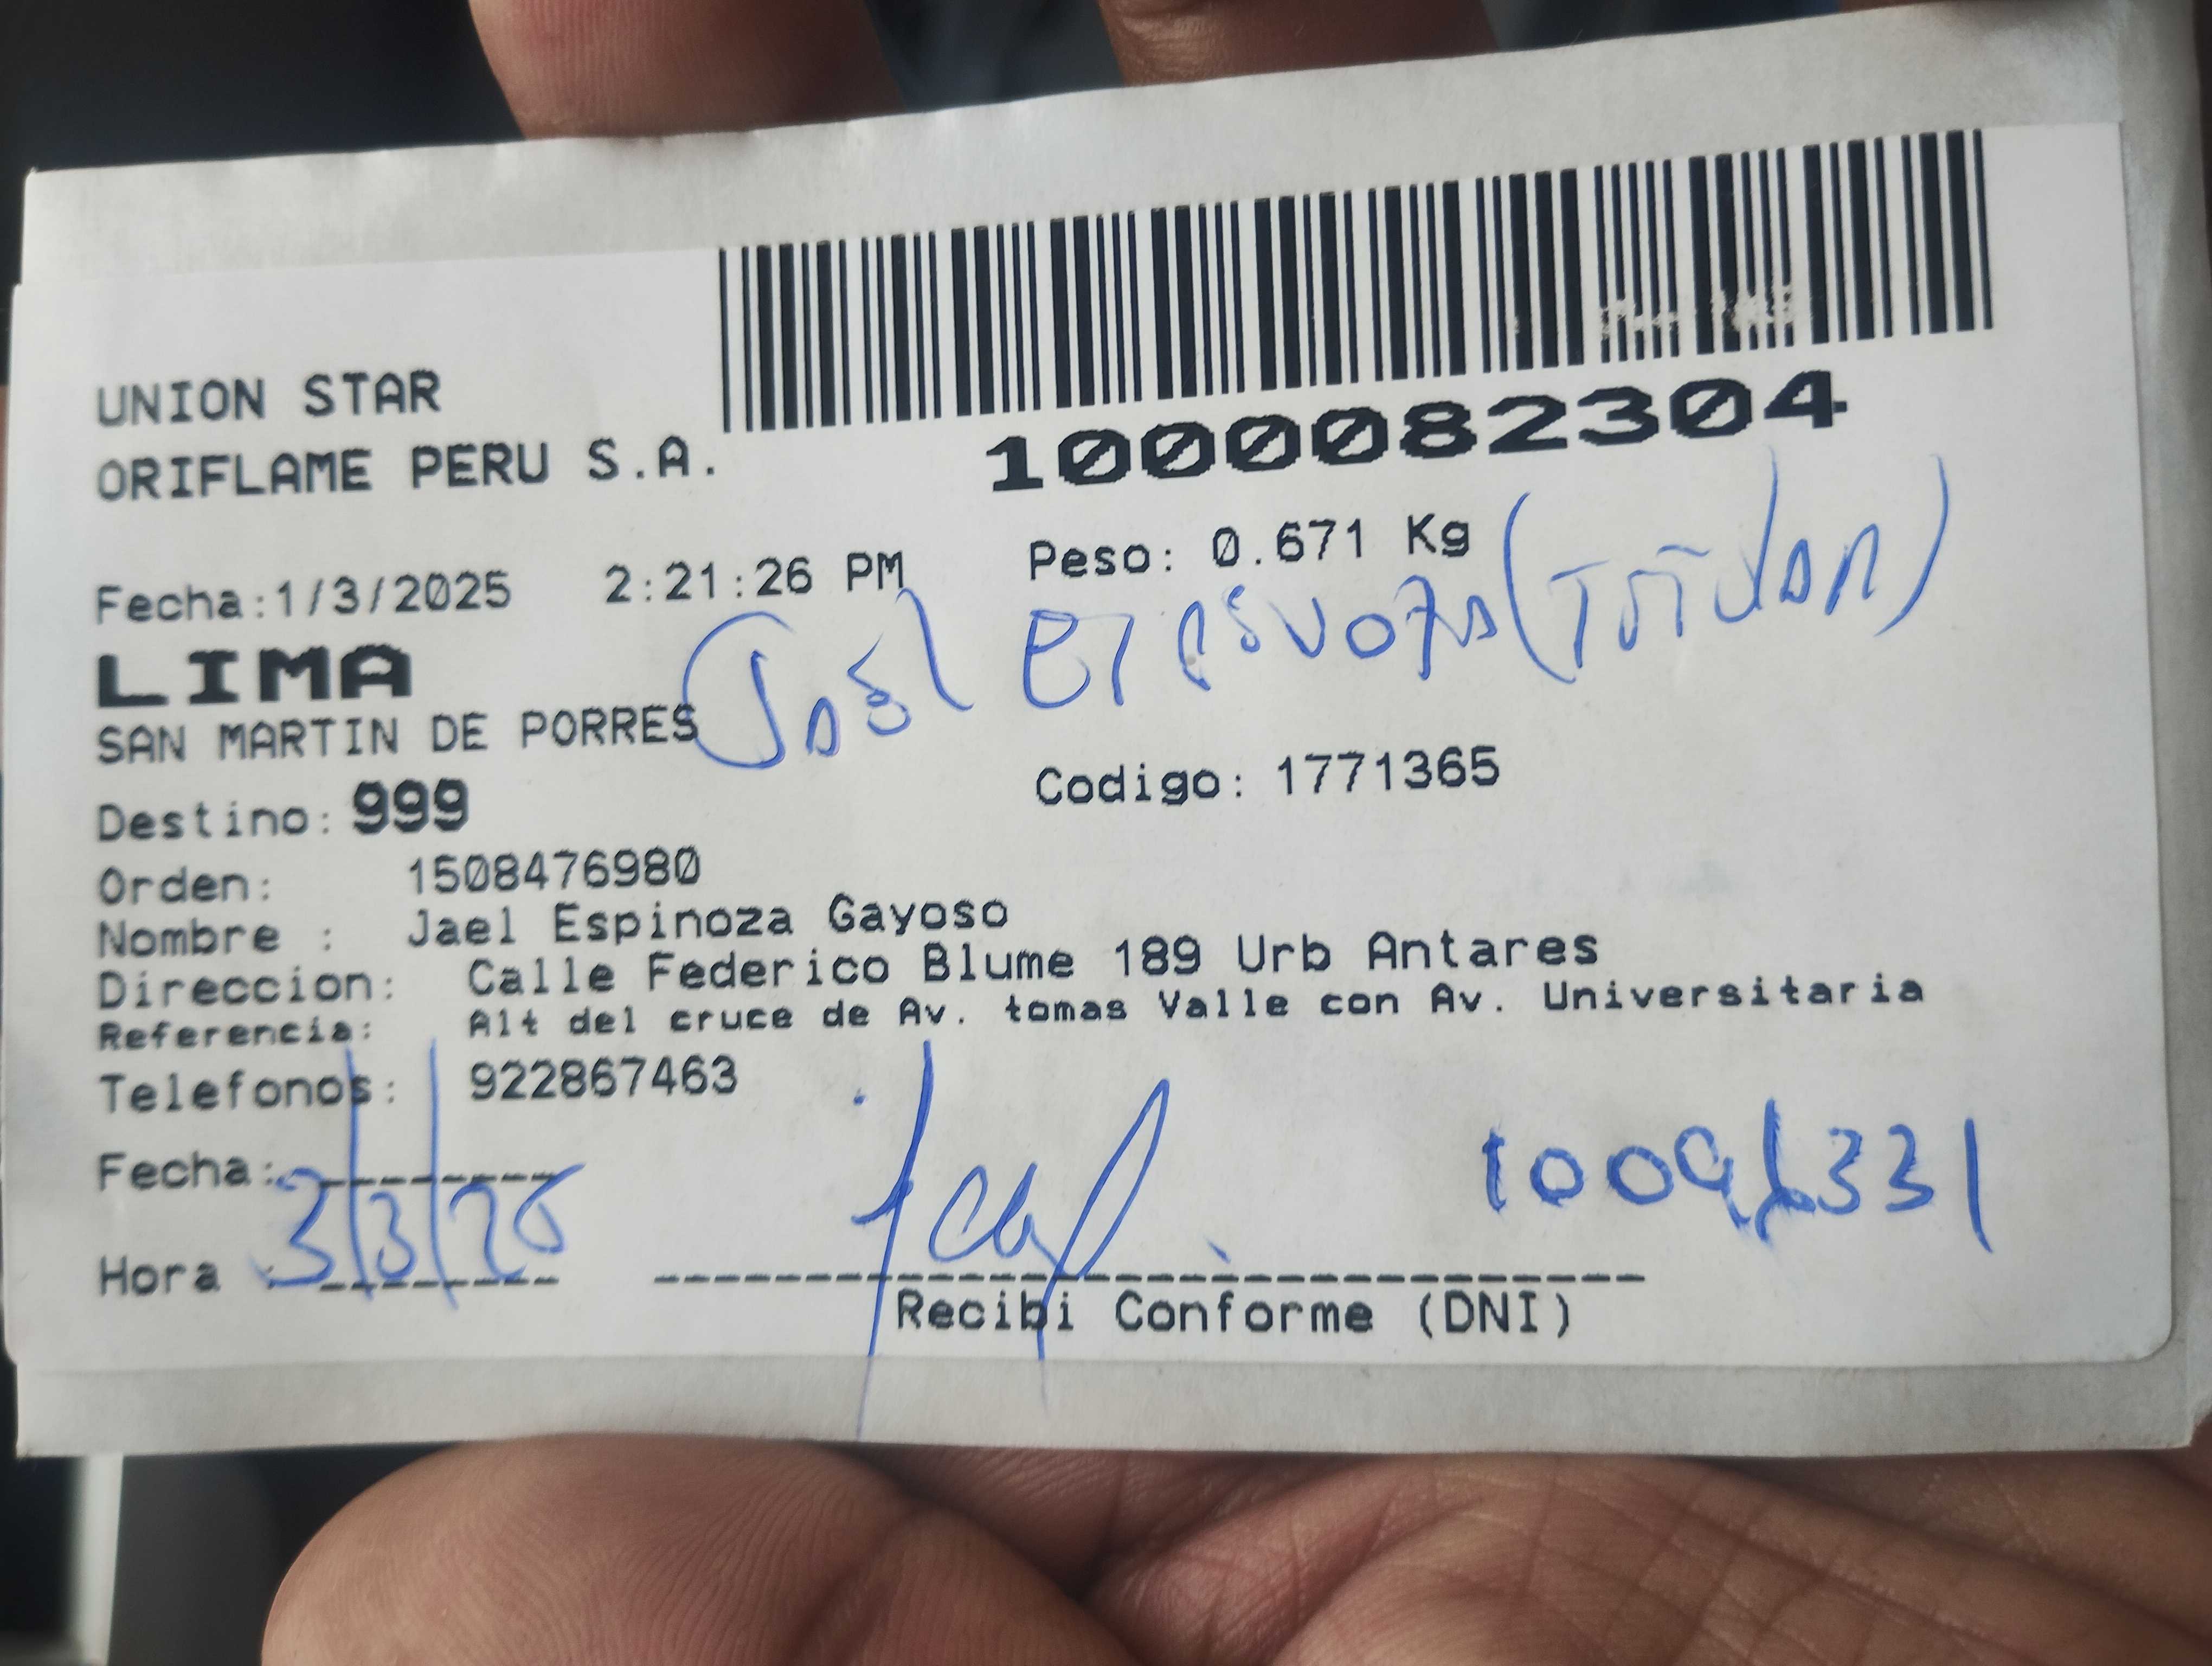 1000082304
UNION STAR
ORIFLAME PERU S.A.
Fecha:1/3/2025 2:21:26 PM Peso: 0.671 Kg
LIMA
Jael Espinoza (Titular)
SAN MARTIN DE PORRES
Destino: 999 Codigo: 1771365
Orden: 1508476980
Nombre : Jael Espinoza Gayoso
Direccion: Calle Federico Blume 189 Urb Antares
Referencia: Alt del cruce de Av. tomas Valle con Av. Universitaria
Telefonos: 922867463
Fecha:
3/3/25
Hora :
Recibi Conforme (DNI)